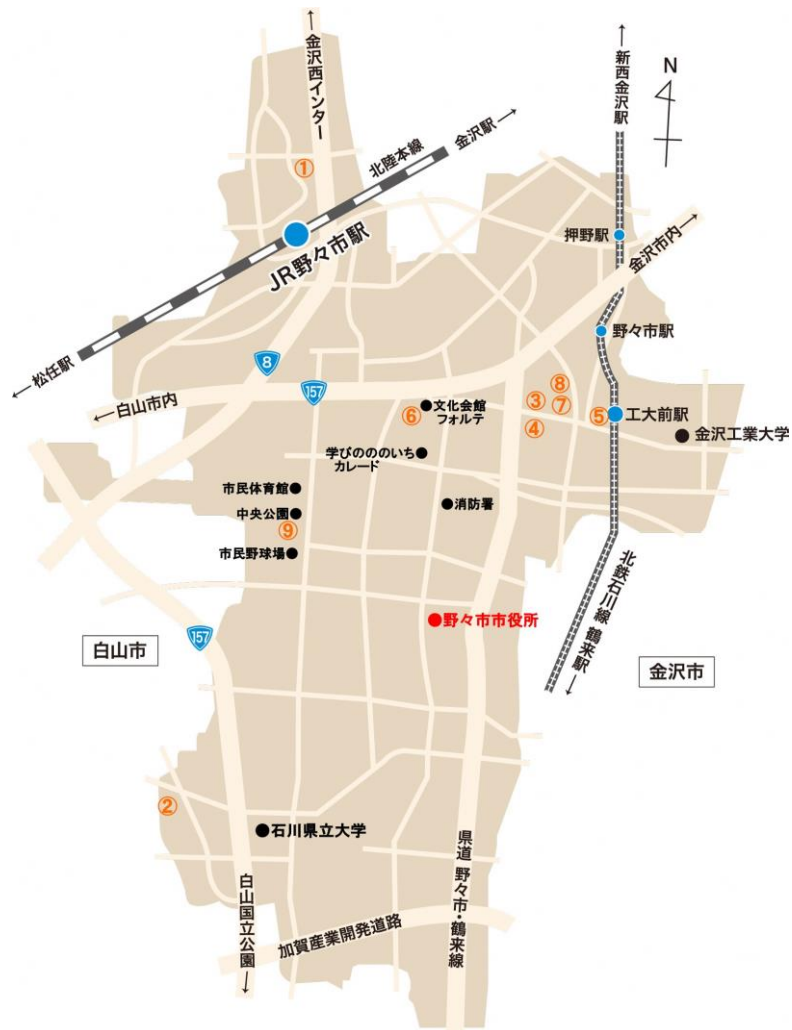 ←金沢西インター
新西金沢駅→
N
金沢駅→
北陸本線
①
押野駅
JR野々市駅
金沢市内→
野々市駅
←松任駅
8
157
←白山市内
⑧
③
⑦
文化会館
フォルテ
⑥
④
⑤
工大前駅
金沢工業大学
学びのののいち
カレード
市民体育館
消防署
中央公園
⑨
市民野球場
北鉄石川線 鶴来駅→
野々市市役所
157
白山市
金沢市
②
石川県立大学
県道 野々市・鶴来線
白山国立公園→
加賀産業開発道路